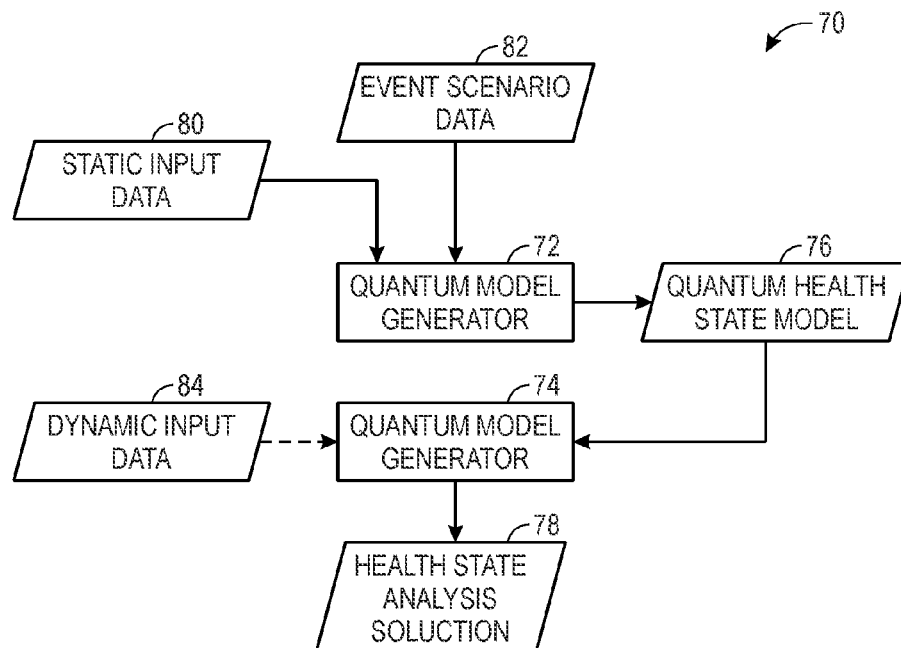 70
82
EVENT SCENARIO
DATA
80
STATIC INPUT
DATA
72
QUANTUM MODEL
GENERATOR
76
QUANTUM HEALTH
STATE MODEL
84
DYNAMIC INPUT
DATA
74
QUANTUM MODEL
GENERATOR
78
HEALTH STATE
ANALYSIS
SOLUCTION